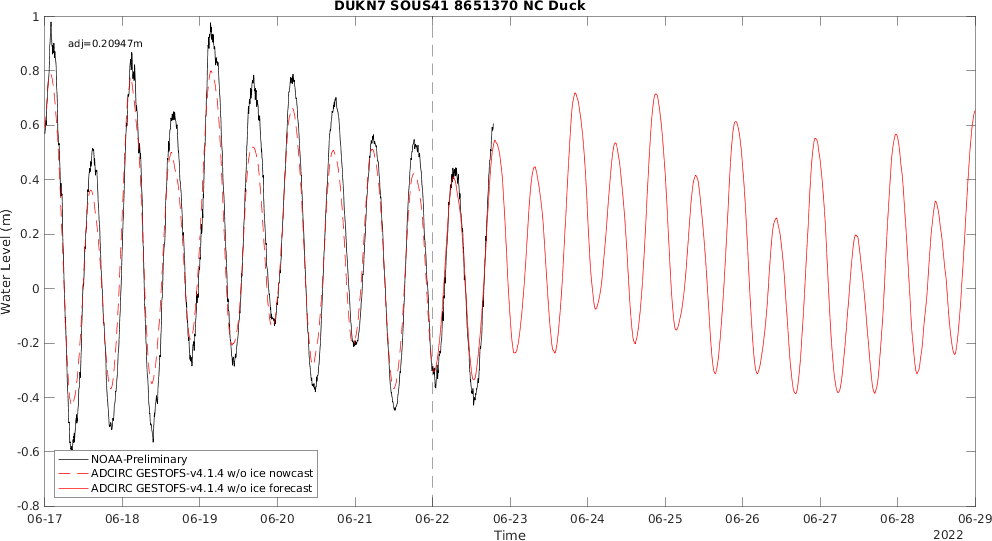 DUKN7 SOUS41 8651370 NC Duck
adj=0.20947m
1
0.8
0.6
0.4
0.2
0
-0.2
-0.4
-0.6
-0.8
Water Level (m)
NOAA-Preliminary
ADCIRC GESTOFS-v4.1.4 w/o ice nowcast
ADCIRC GESTOFS-v4.1.4 w/o ice forecast
06-17 06-18 06-19 06-20 06-21 06-22 06-23 06-24 06-25 06-26 06-27 06-28 06-29
Time
2022